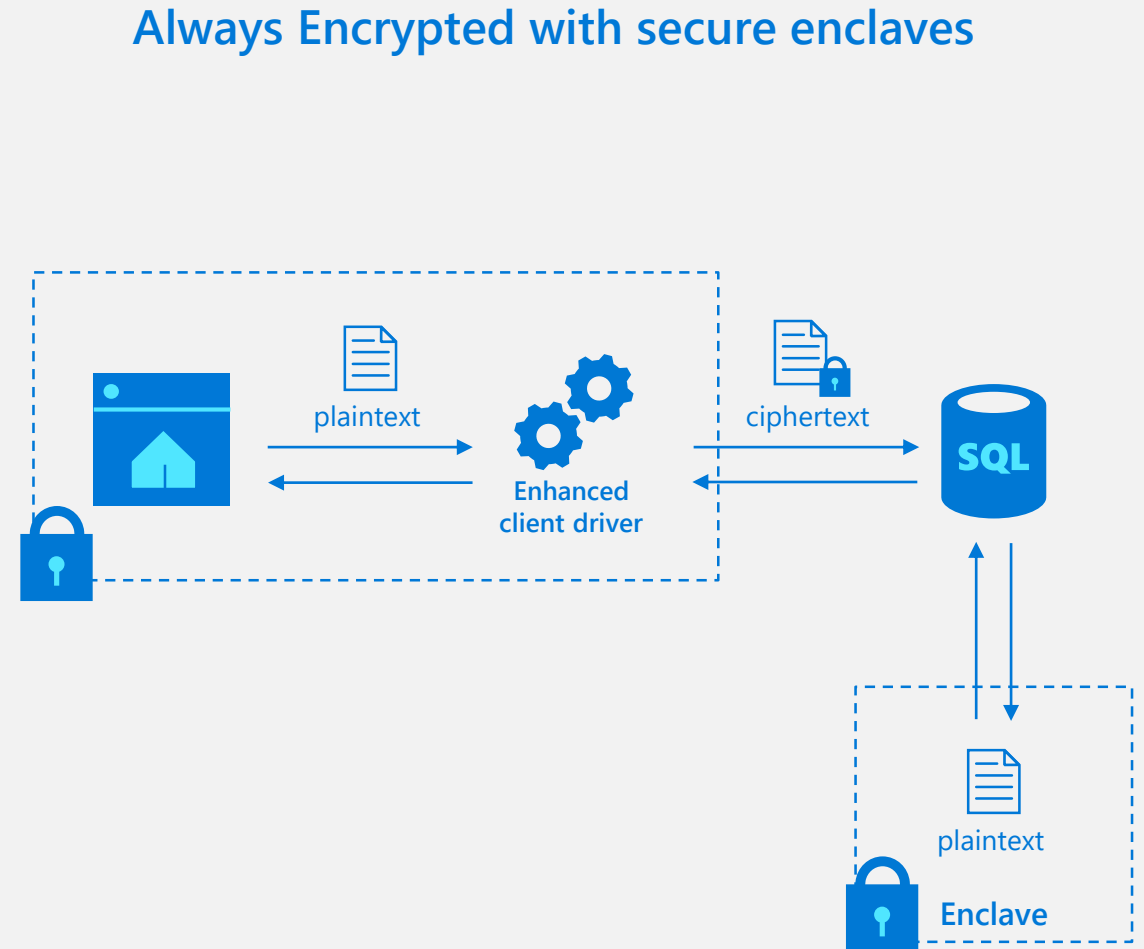 Always Encrypted with secure enclaves
plaintext
ciphertext
SQL
Enhanced
client driver
plaintext
Enclave